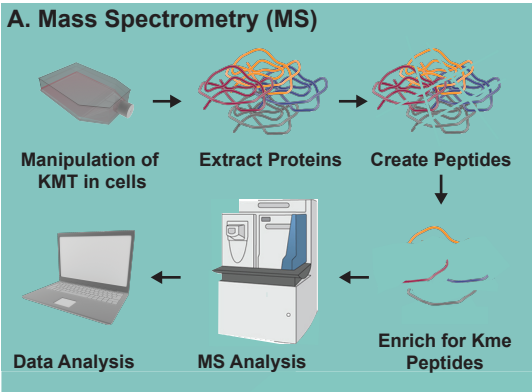 A. Mass Spectrometry (MS)
Manipulation of
KMT in cells
Extract Proteins
Create Peptides
Enrich for Kme
Peptides
MS Analysis
Data Analysis